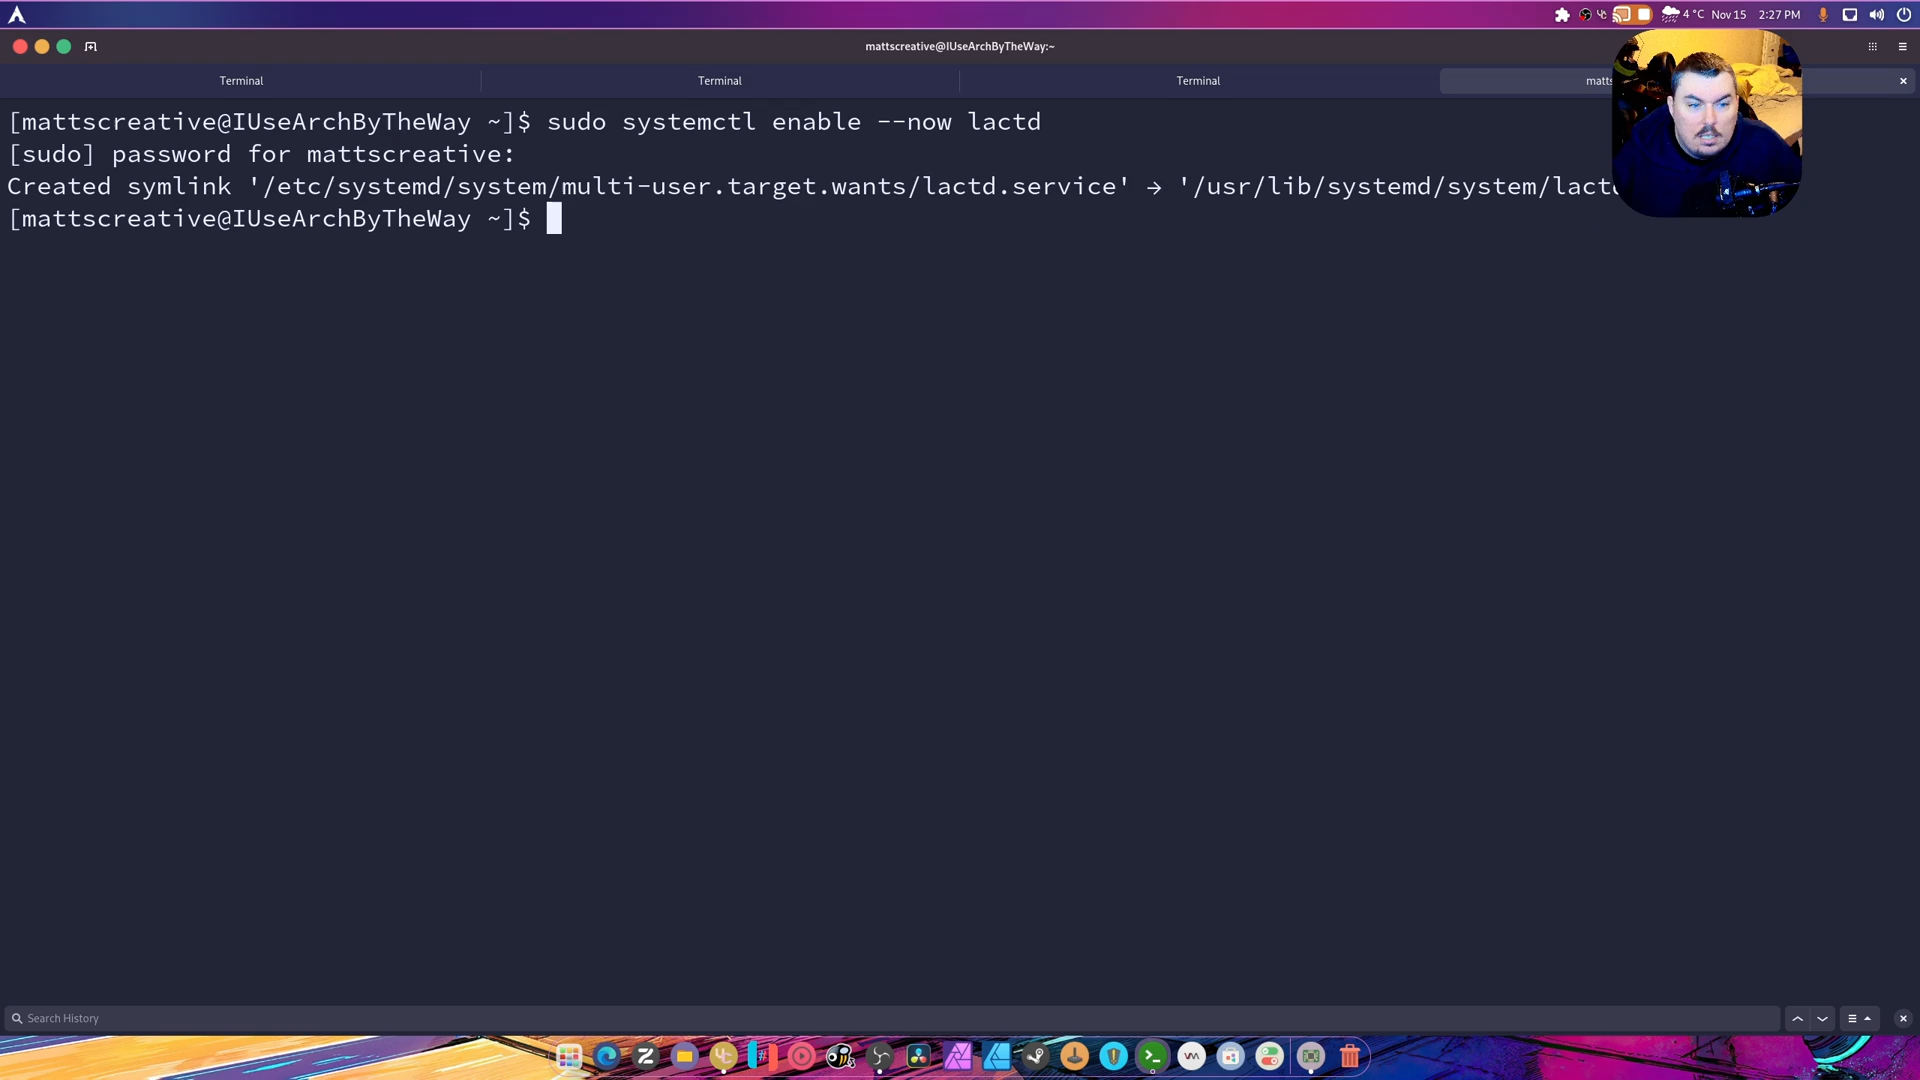 4 °C Nov 15 2:27 PM
mattscreative@IUseArchByTheWay:~
Terminal Terminal Terminal
[mattscreative@IUseArchByTheWay ~]$ sudo systemctl enable --now lactd
[sudo] password for mattscreative:
Created symlink '/etc/systemd/system/multi-user.target.wants/lactd.service' → '/usr/lib/systemd/system/lact
[mattscreative@IUseArchByTheWay ~]$
Search History